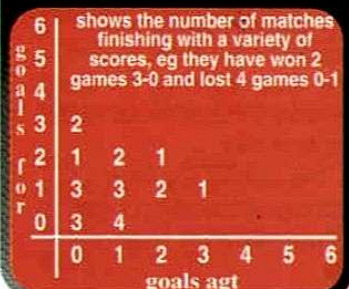 6 shows the number of matches
finishing with a variety of
5 scores, eg they have won 2
games 3-0 and lost 4 games 0-1
4
3 2
2 1 2 1
1 3 3 2 1
0 3 4
0 1 2 3 4 5 6
goals for
goals agt